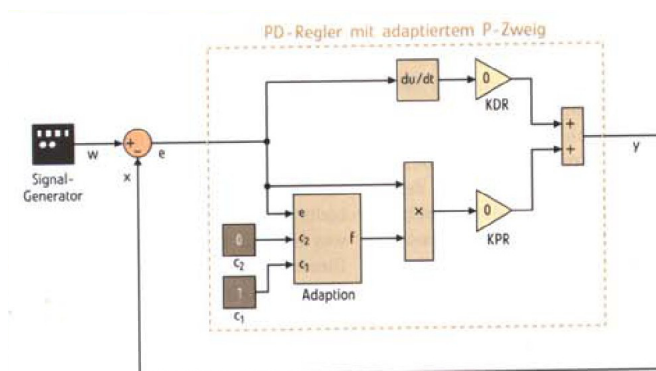 PD-Regler mit adaptiertem P-Zweig
du/dt
0
KDR
+
+
y
+
-
w
e
x
Signal-
Generator
e
c2
c1
f
Adaption
×
0
KPR
0
c2
1
c1